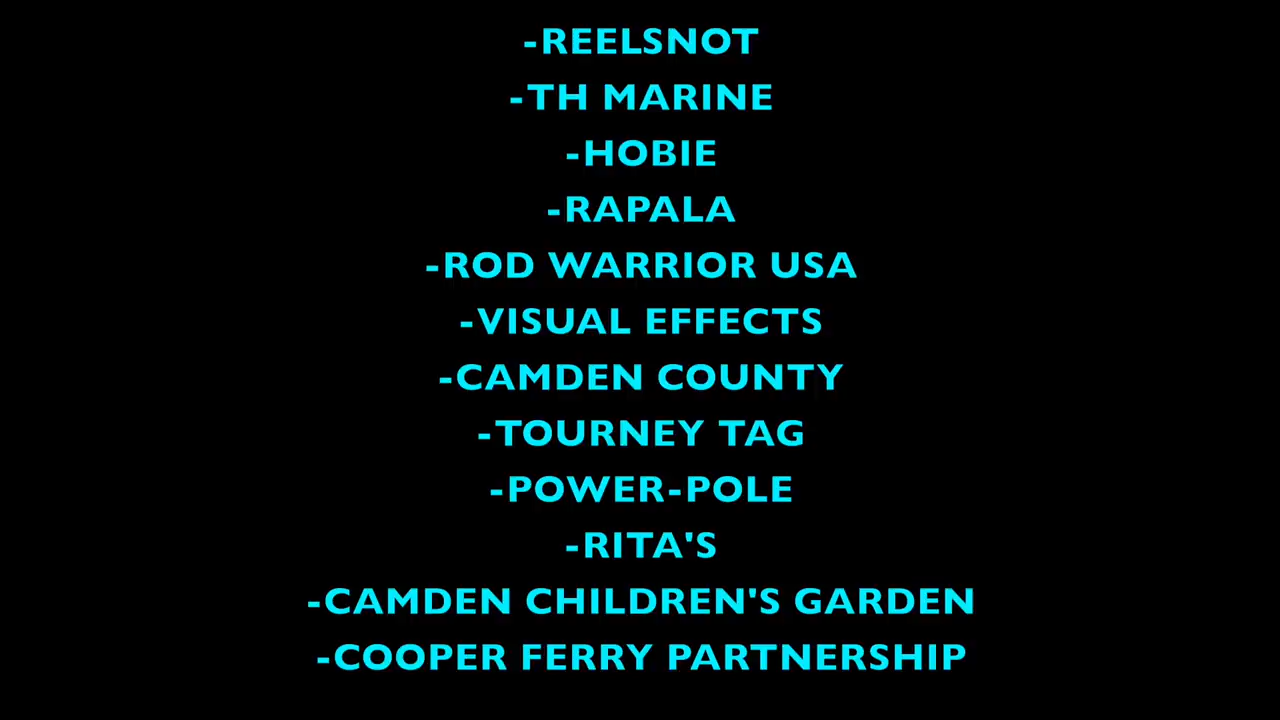 -REELSNOT
-TH MARINE
-HOBIE
-RAPALA
-ROD WARRIOR USA
-VISUAL EFFECTS
-CAMDEN COUNTY
-TOURNEY TAG
-POWER-POLE
-RITA'S
-CAMDEN CHILDREN'S GARDEN
-COOPER FERRY PARTNERSHIP